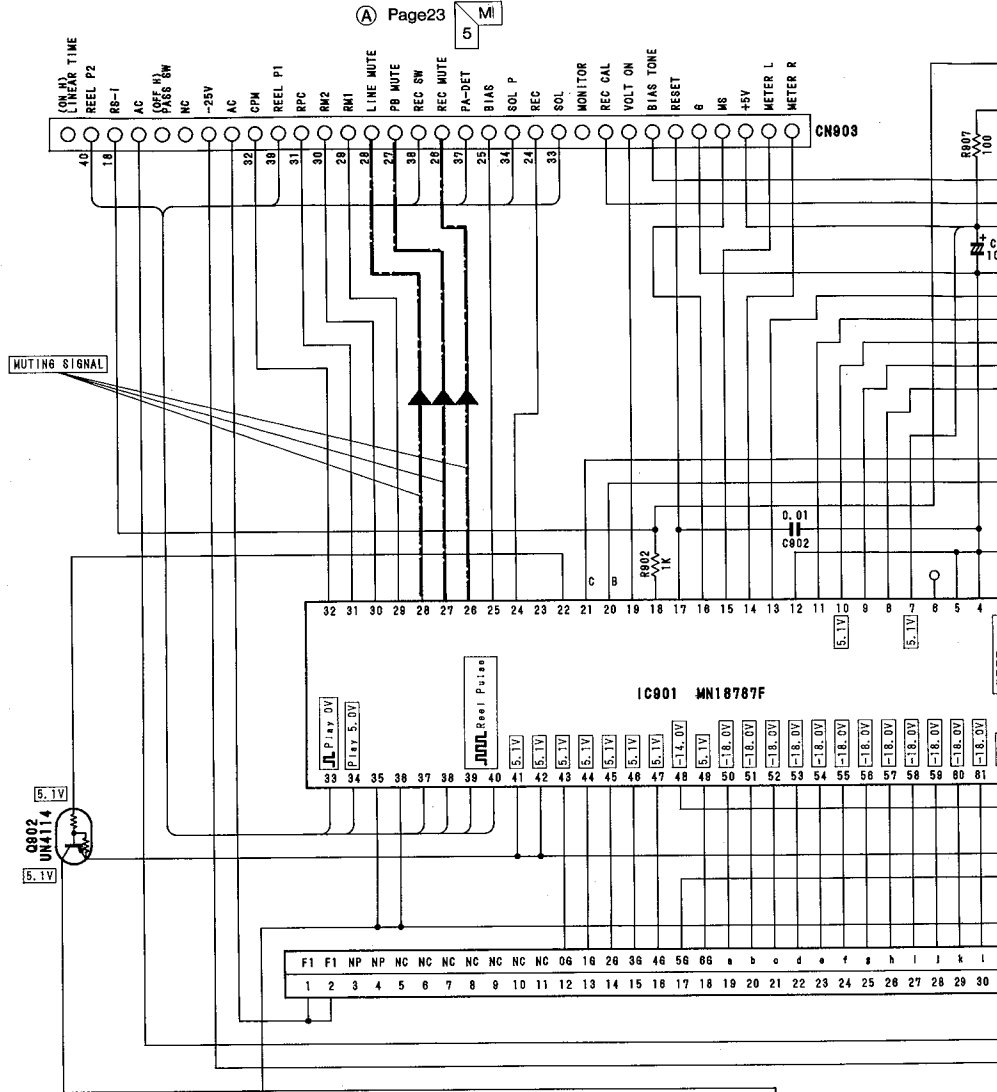 A Page23 M
5
(ON H)
LINEAR TIME
REEL P2
RS-I
AC
(OFF H)
PASS SW
NC
-25V
AC
CPM
REEL P1
RPC
RM2
RM1
LINE MUTE
PB MUTE
REC SW
REC MUTE
PA-DET
BIAS
SOL P
REC
SOL
MONITOR
REC CAL
VOLT ON
BIAS TONE
RESET
G
MS
+5V
METER L
METER R
CN903
40 18 32 39 31 30 29 28 27 38 26 37 25 34 24 33
R907
100
+
C
10
MUTING SIGNAL
0.01
C902
R902
1K
C B
32 31 30 29 28 27 26 25 24 23 22 21 20 19 18 17 16 15 14 13 12 11 10 9 8 7 6 5 4
5.1V 5.1V
IC901 MN18787F
Play 0V
Play 5.0V
Reel Pulse
5.1V 5.1V 5.1V 5.1V 5.1V 5.1V 5.1V -14.0V 5.1V -18.0V -18.0V -18.0V -18.0V -18.0V -18.0V -18.0V -18.0V -18.0V -18.0V -18.0V -18.0V
33 34 35 36 37 38 39 40 41 42 43 44 45 46 47 48 49 50 51 52 53 54 55 56 57 58 59 60 61
5.1V
Q902
UN4114
5.1V
F1 F1 NP NP NC NC NC NC NC NC NC 0G 1G 2G 3G 4G 5G 6G a b c d e f g h i j k l
1 2 3 4 5 6 7 8 9 10 11 12 13 14 15 16 17 18 19 20 21 22 23 24 25 26 27 28 29 30